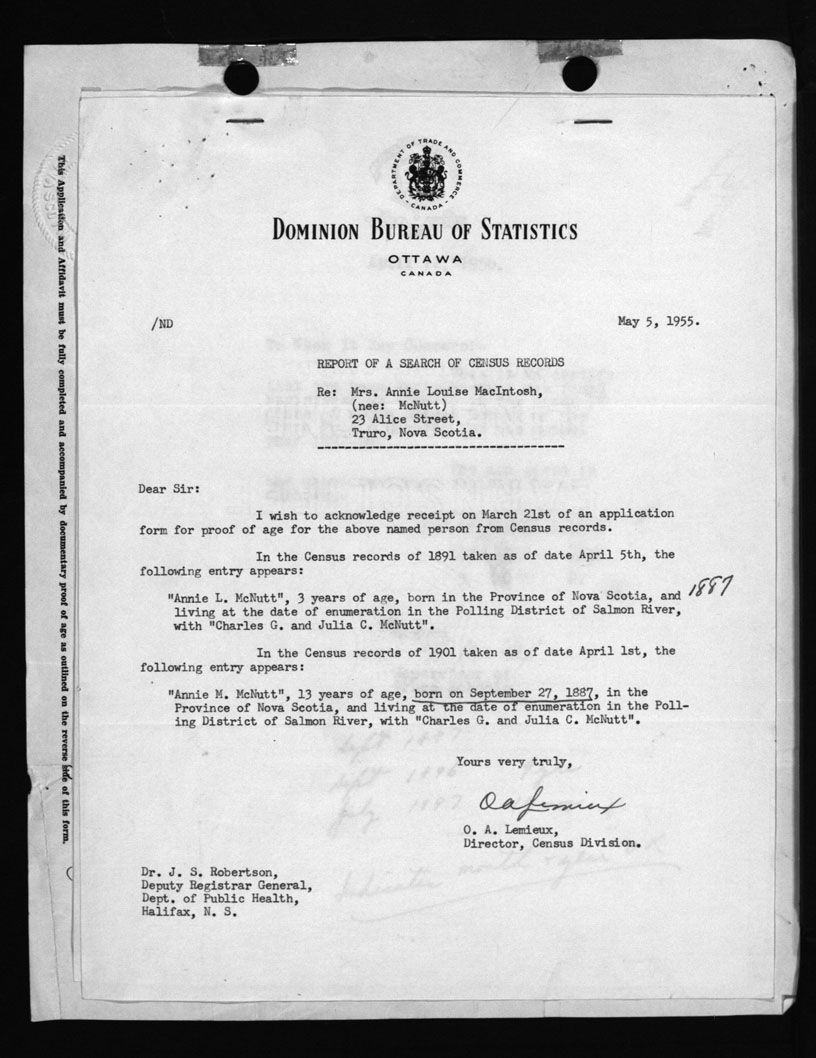 DEPARTMENT OF TRADE AND COMMERCE
CANADA
DOMINION BUREAU OF STATISTICS
OTTAWA
CANADA
/ND
May 5, 1955.
REPORT OF A SEARCH OF CENSUS RECORDS
Re: Mrs. Annie Louise MacIntosh,
(nee: McNutt)
23 Alice Street,
Truro, Nova Scotia.
Dear Sir:
I wish to acknowledge receipt on March 21st of an application
form for proof of age for the above named person from Census records.
In the Census records of 1891 taken as of date April 5th, the
following entry appears:
"Annie L. McNutt", 3 years of age, born in the Province of Nova Scotia, and 1887
living at the date of enumeration in the Polling District of Salmon River,
with "Charles G. and Julia C. McNutt".
In the Census records of 1901 taken as of date April 1st, the
following entry appears:
"Annie M. McNutt", 13 years of age, born on September 27, 1887, in the
Province of Nova Scotia, and living at the date of enumeration in the Poll-
ing District of Salmon River, with "Charles G. and Julia C. McNutt".
Yours very truly,
O A Lemieux
O. A. Lemieux,
Director, Census Division.
Dr. J. S. Robertson,
Deputy Registrar General,
Dept. of Public Health,
Halifax, N. S.
This Application and Affidavit must be fully completed and accompanied by documentary proof of age as outlined on the reverse side of this form.